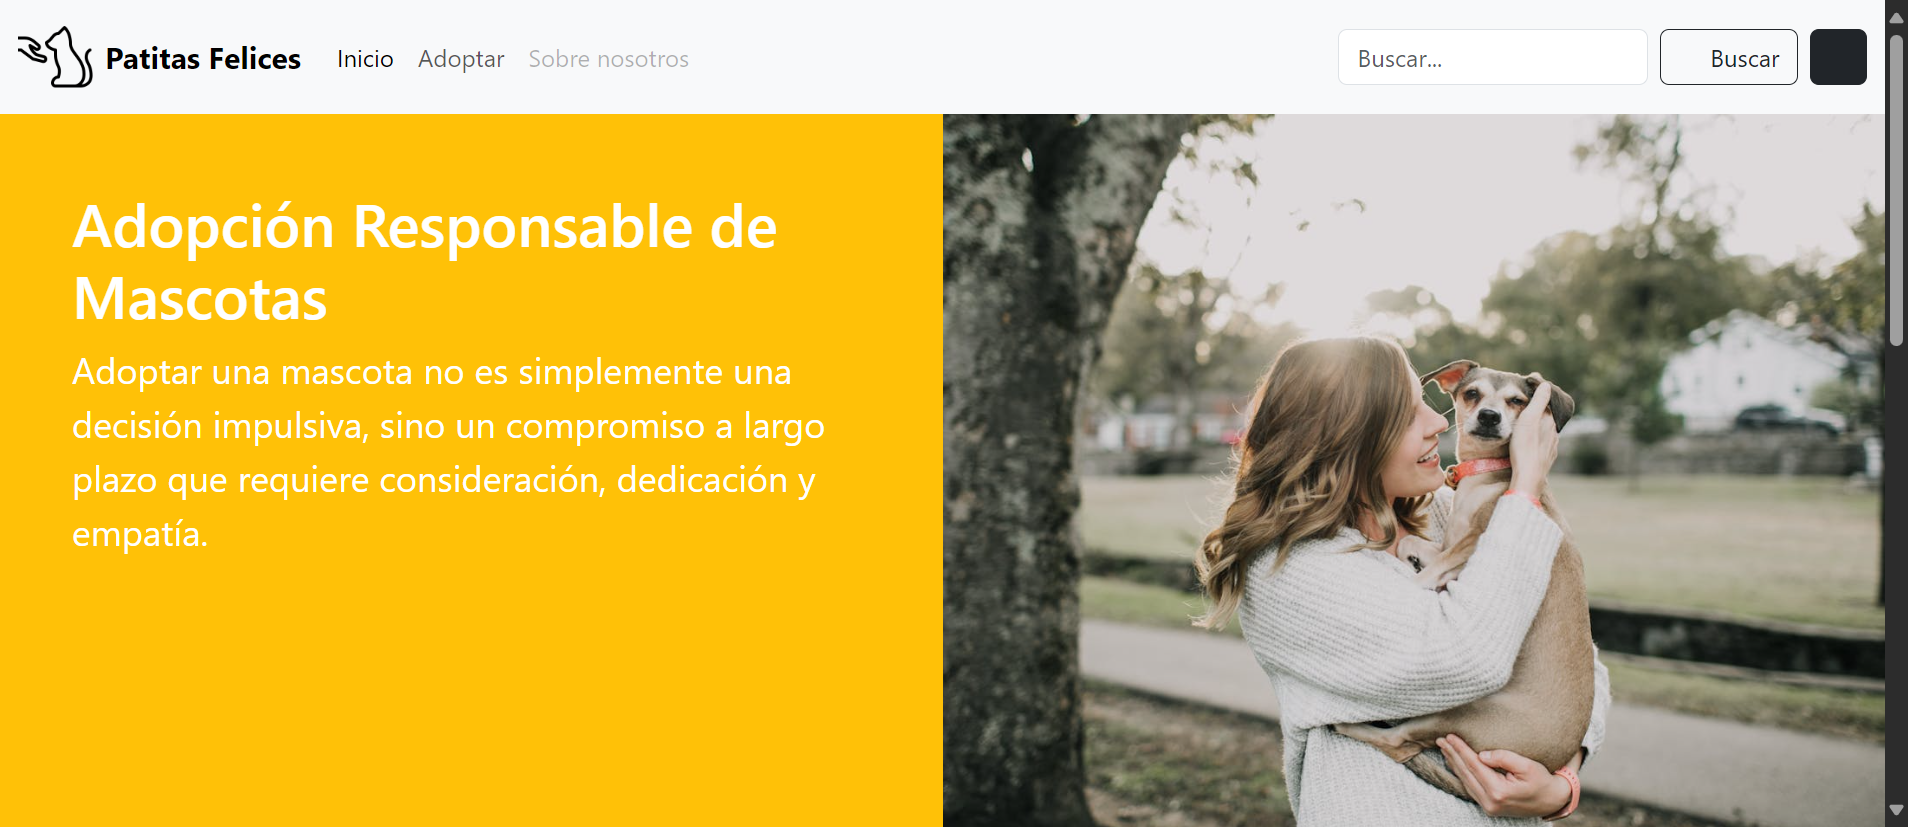 Patitas Felices
Inicio
Adoptar
Sobre nosotros
Buscar...
Buscar
Adopción Responsable de
Mascotas
Adoptar una mascota no es simplemente una
decisión impulsiva, sino un compromiso a largo
plazo que requiere consideración, dedicación y
empatía.